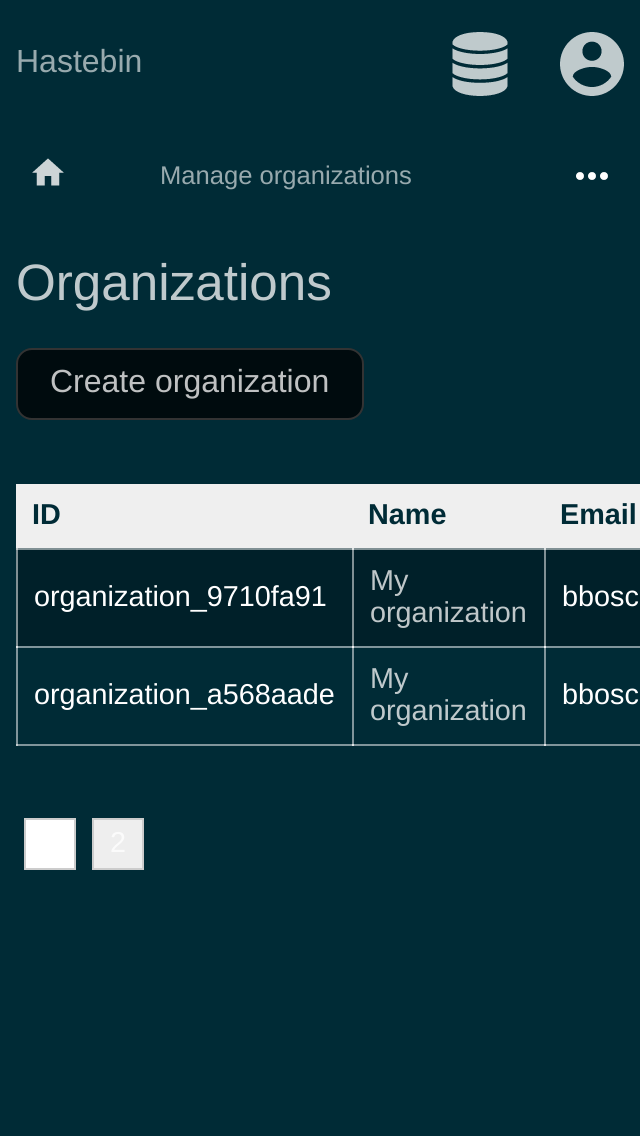 Hastebin
Manage organizations
Organizations
Create organization
ID Name Email
organization_9710fa91 My organization bbosc
organization_a568aade My organization bbosc
2